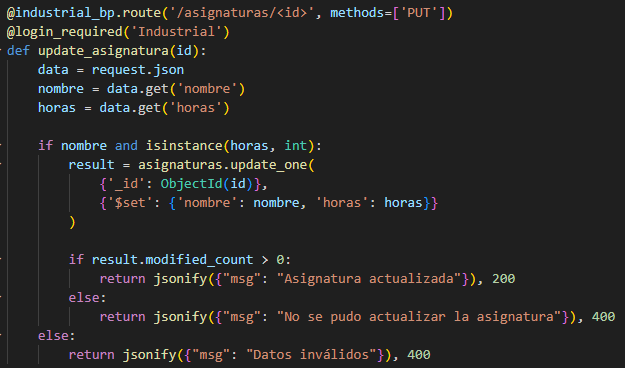 @industrial_bp.route('/asignaturas/<id>', methods=['PUT'])
@login_required('Industrial')
def update_asignatura(id):
    data = request.json
    nombre = data.get('nombre')
    horas = data.get('horas')

    if nombre and isinstance(horas, int):
        result = asignaturas.update_one(
            {'_id': ObjectId(id)},
            {'$set': {'nombre': nombre, 'horas': horas}}
        )

        if result.modified_count > 0:
            return jsonify({"msg": "Asignatura actualizada"}), 200
        else:
            return jsonify({"msg": "No se pudo actualizar la asignatura"}), 400
    else:
        return jsonify({"msg": "Datos inválidos"}), 400